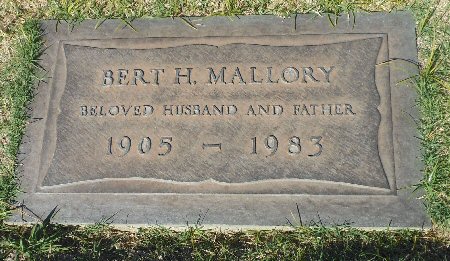 BERT H. MALLORY
BELOVED HUSBAND AND FATHER
1905 - 1983